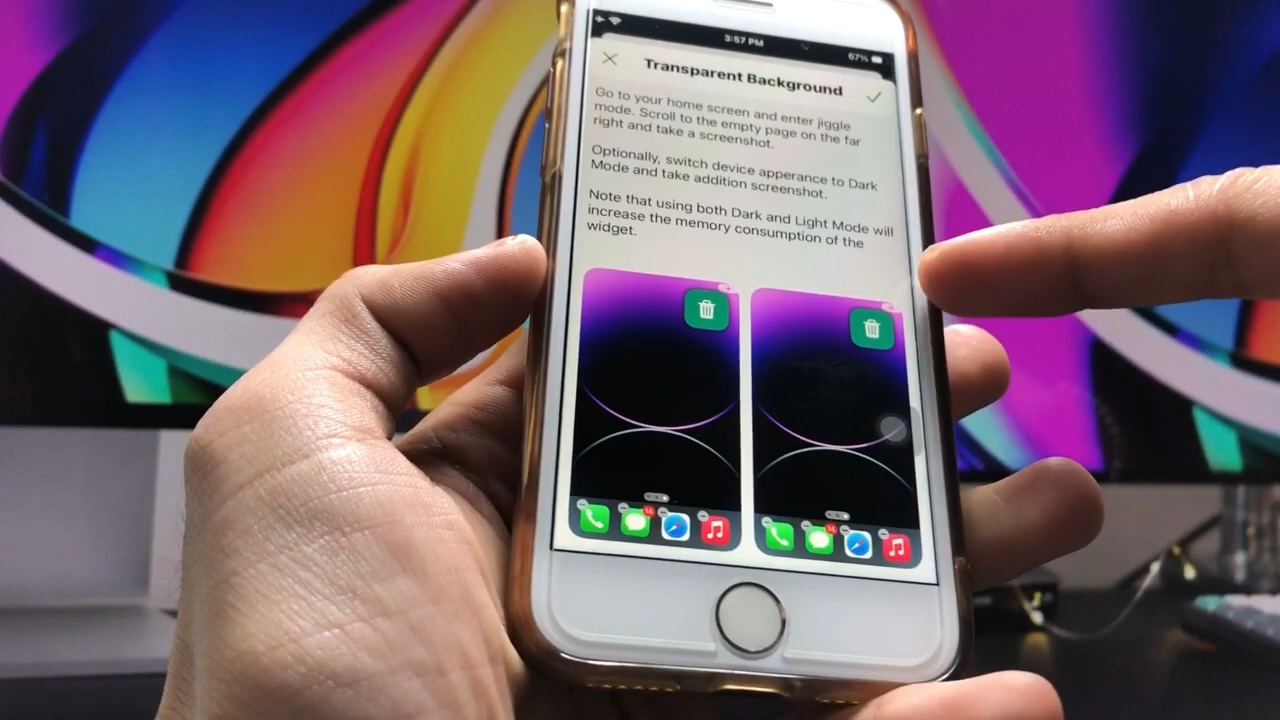 3:57 PM
67%
Transparent Background
Go to your home screen and enter jiggle
mode. Scroll to the empty page on the far
right and take a screenshot.
Optionally, switch device apperance to Dark
Mode and take addition screenshot.
Note that using both Dark and Light Mode will
increase the memory consumption of the
widget.
14
14